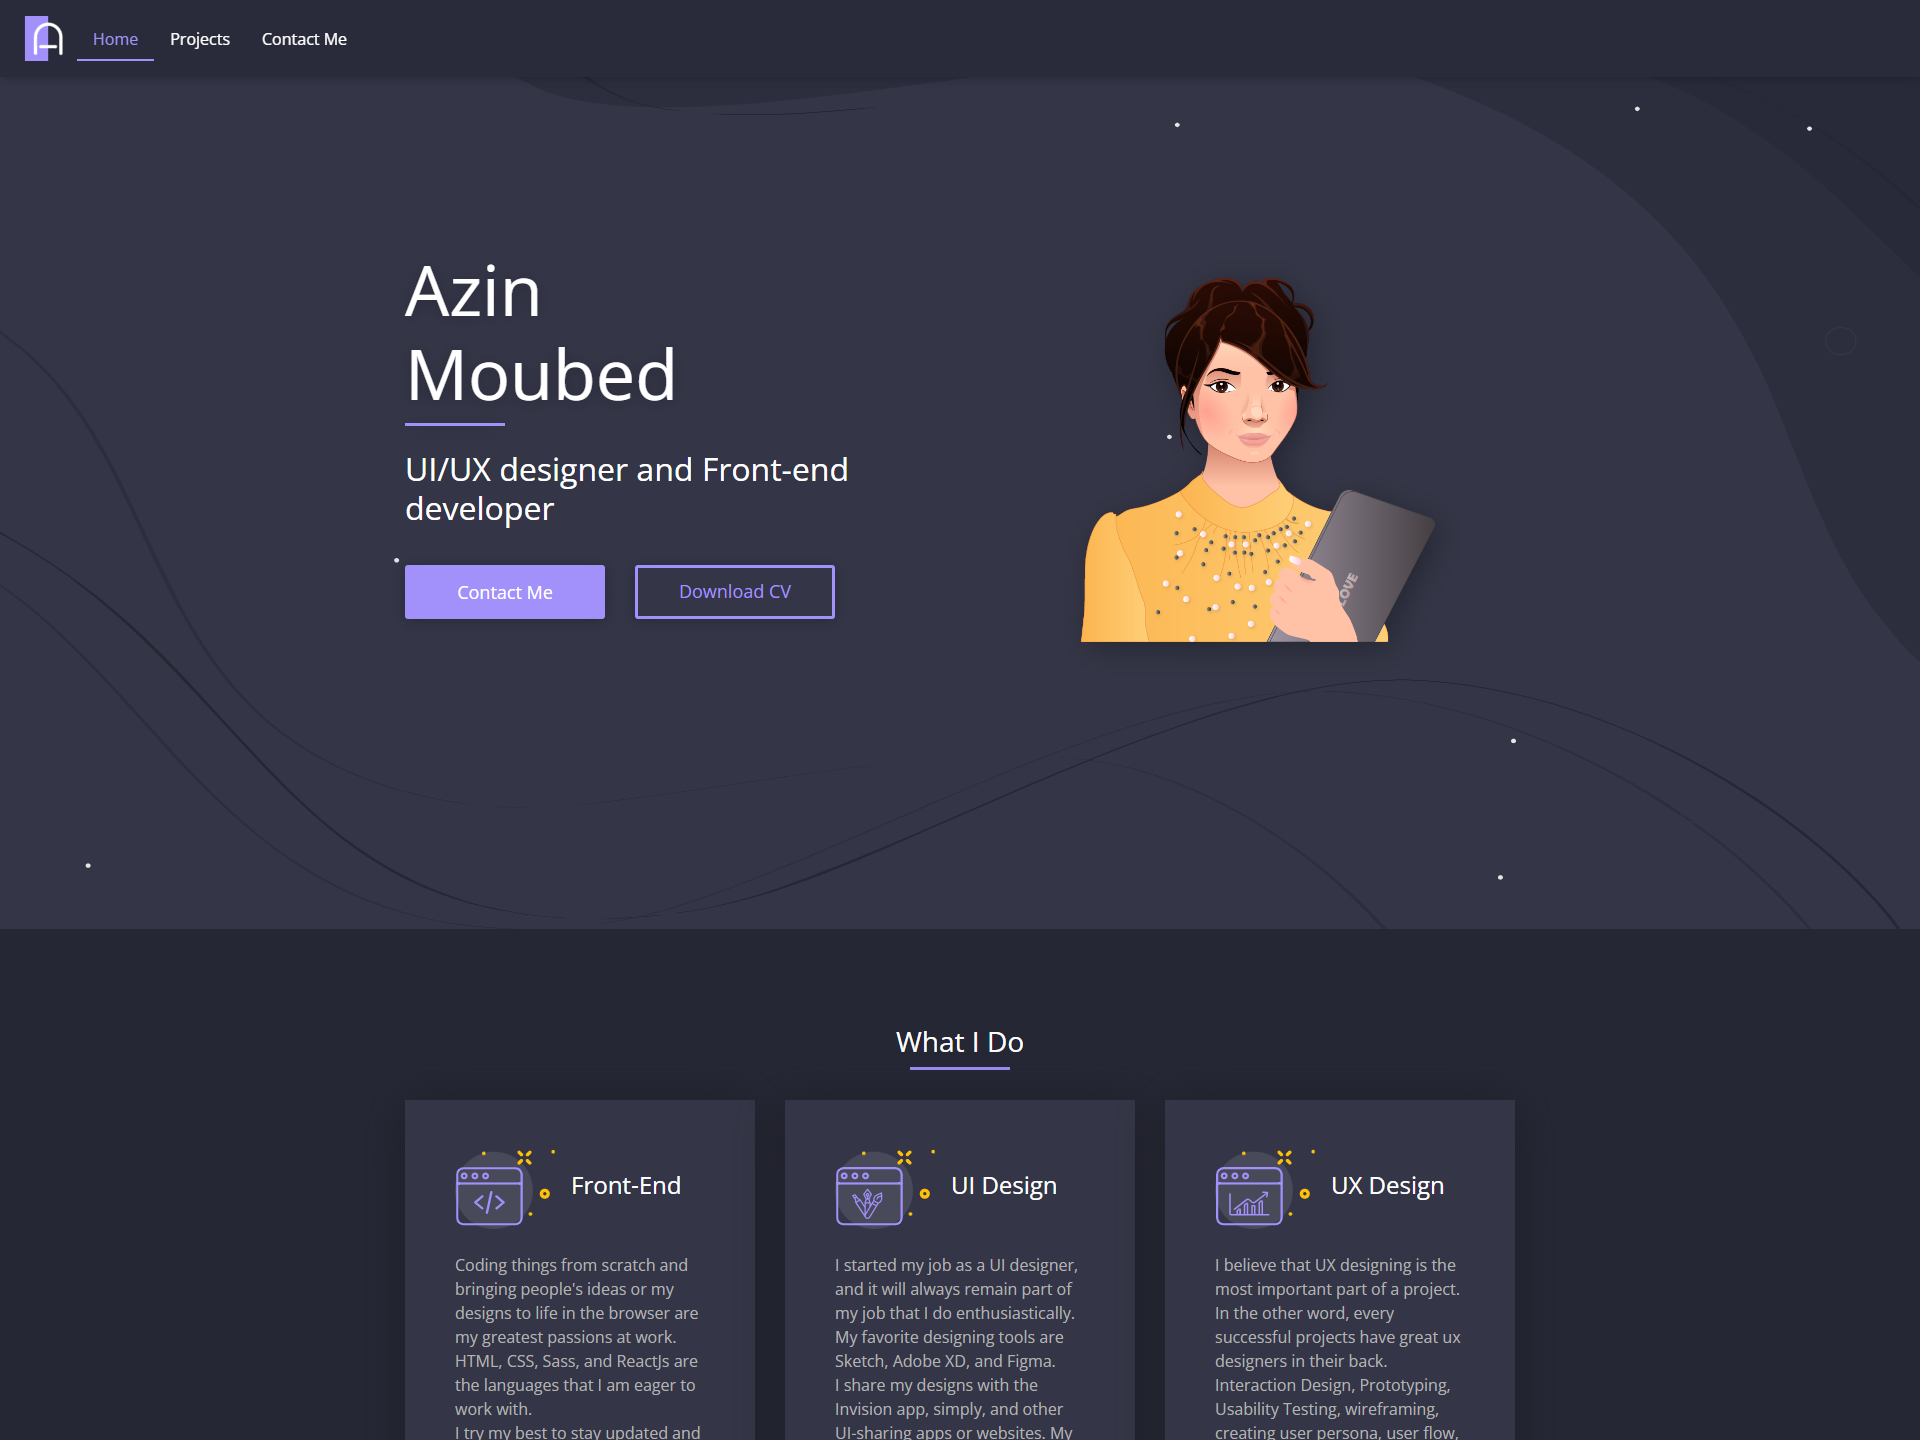 A
Home
Projects
Contact Me
Azin
Moubed
UI/UX designer and Front-end
developer
Contact Me
Download CV
LOVE
What I Do
Front-End
Coding things from scratch and
bringing people's ideas or my
designs to life in the browser are
my greatest passions at work.
HTML, CSS, Sass, and ReactJs are
the languages that I am eager to
work with.
I try my best to stay updated and
UI Design
I started my job as a UI designer,
and it will always remain part of
my job that I do enthusiastically.
My favorite designing tools are
Sketch, Adobe XD, and Figma.
I share my designs with the
Invision app, simply, and other
UI-sharing apps or websites. My
UX Design
I believe that UX designing is the
most important part of a project.
In the other word, every
successful projects have great ux
designers in their back.
Interaction Design, Prototyping,
Usability Testing, wireframing,
creating user persona, user flow,